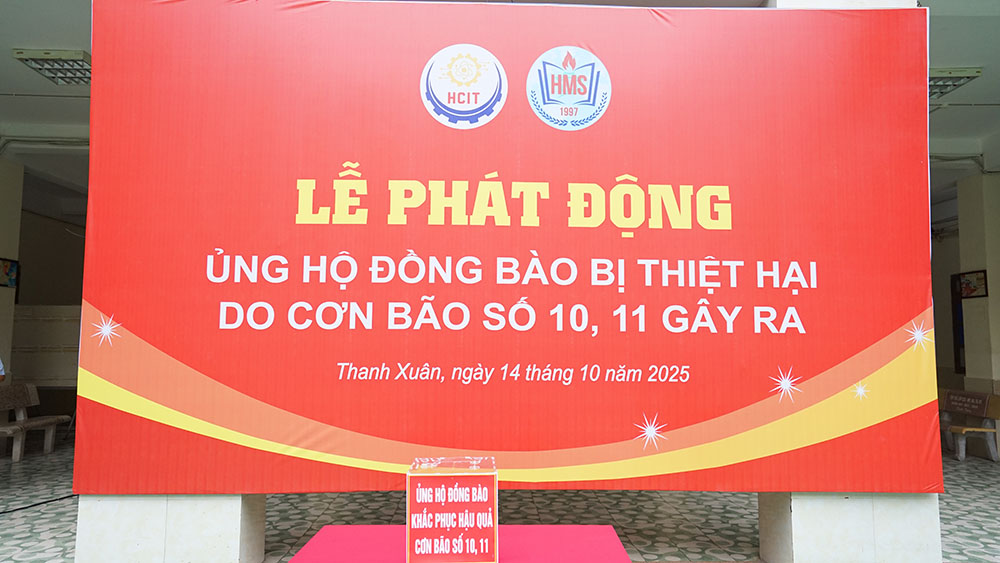 HCIT
HMS
1997
LỄ PHÁT ĐỘNG
ỦNG HỘ ĐỒNG BÀO BỊ THIỆT HẠI
DO CƠN BÃO SỐ 10, 11 GÂY RA
Thanh Xuân, ngày 14 tháng 10 năm 2025
ỦNG HỘ ĐỒNG BÀO
KHẮC PHỤC HẬU QUẢ
CƠN BÃO SỐ 10, 11